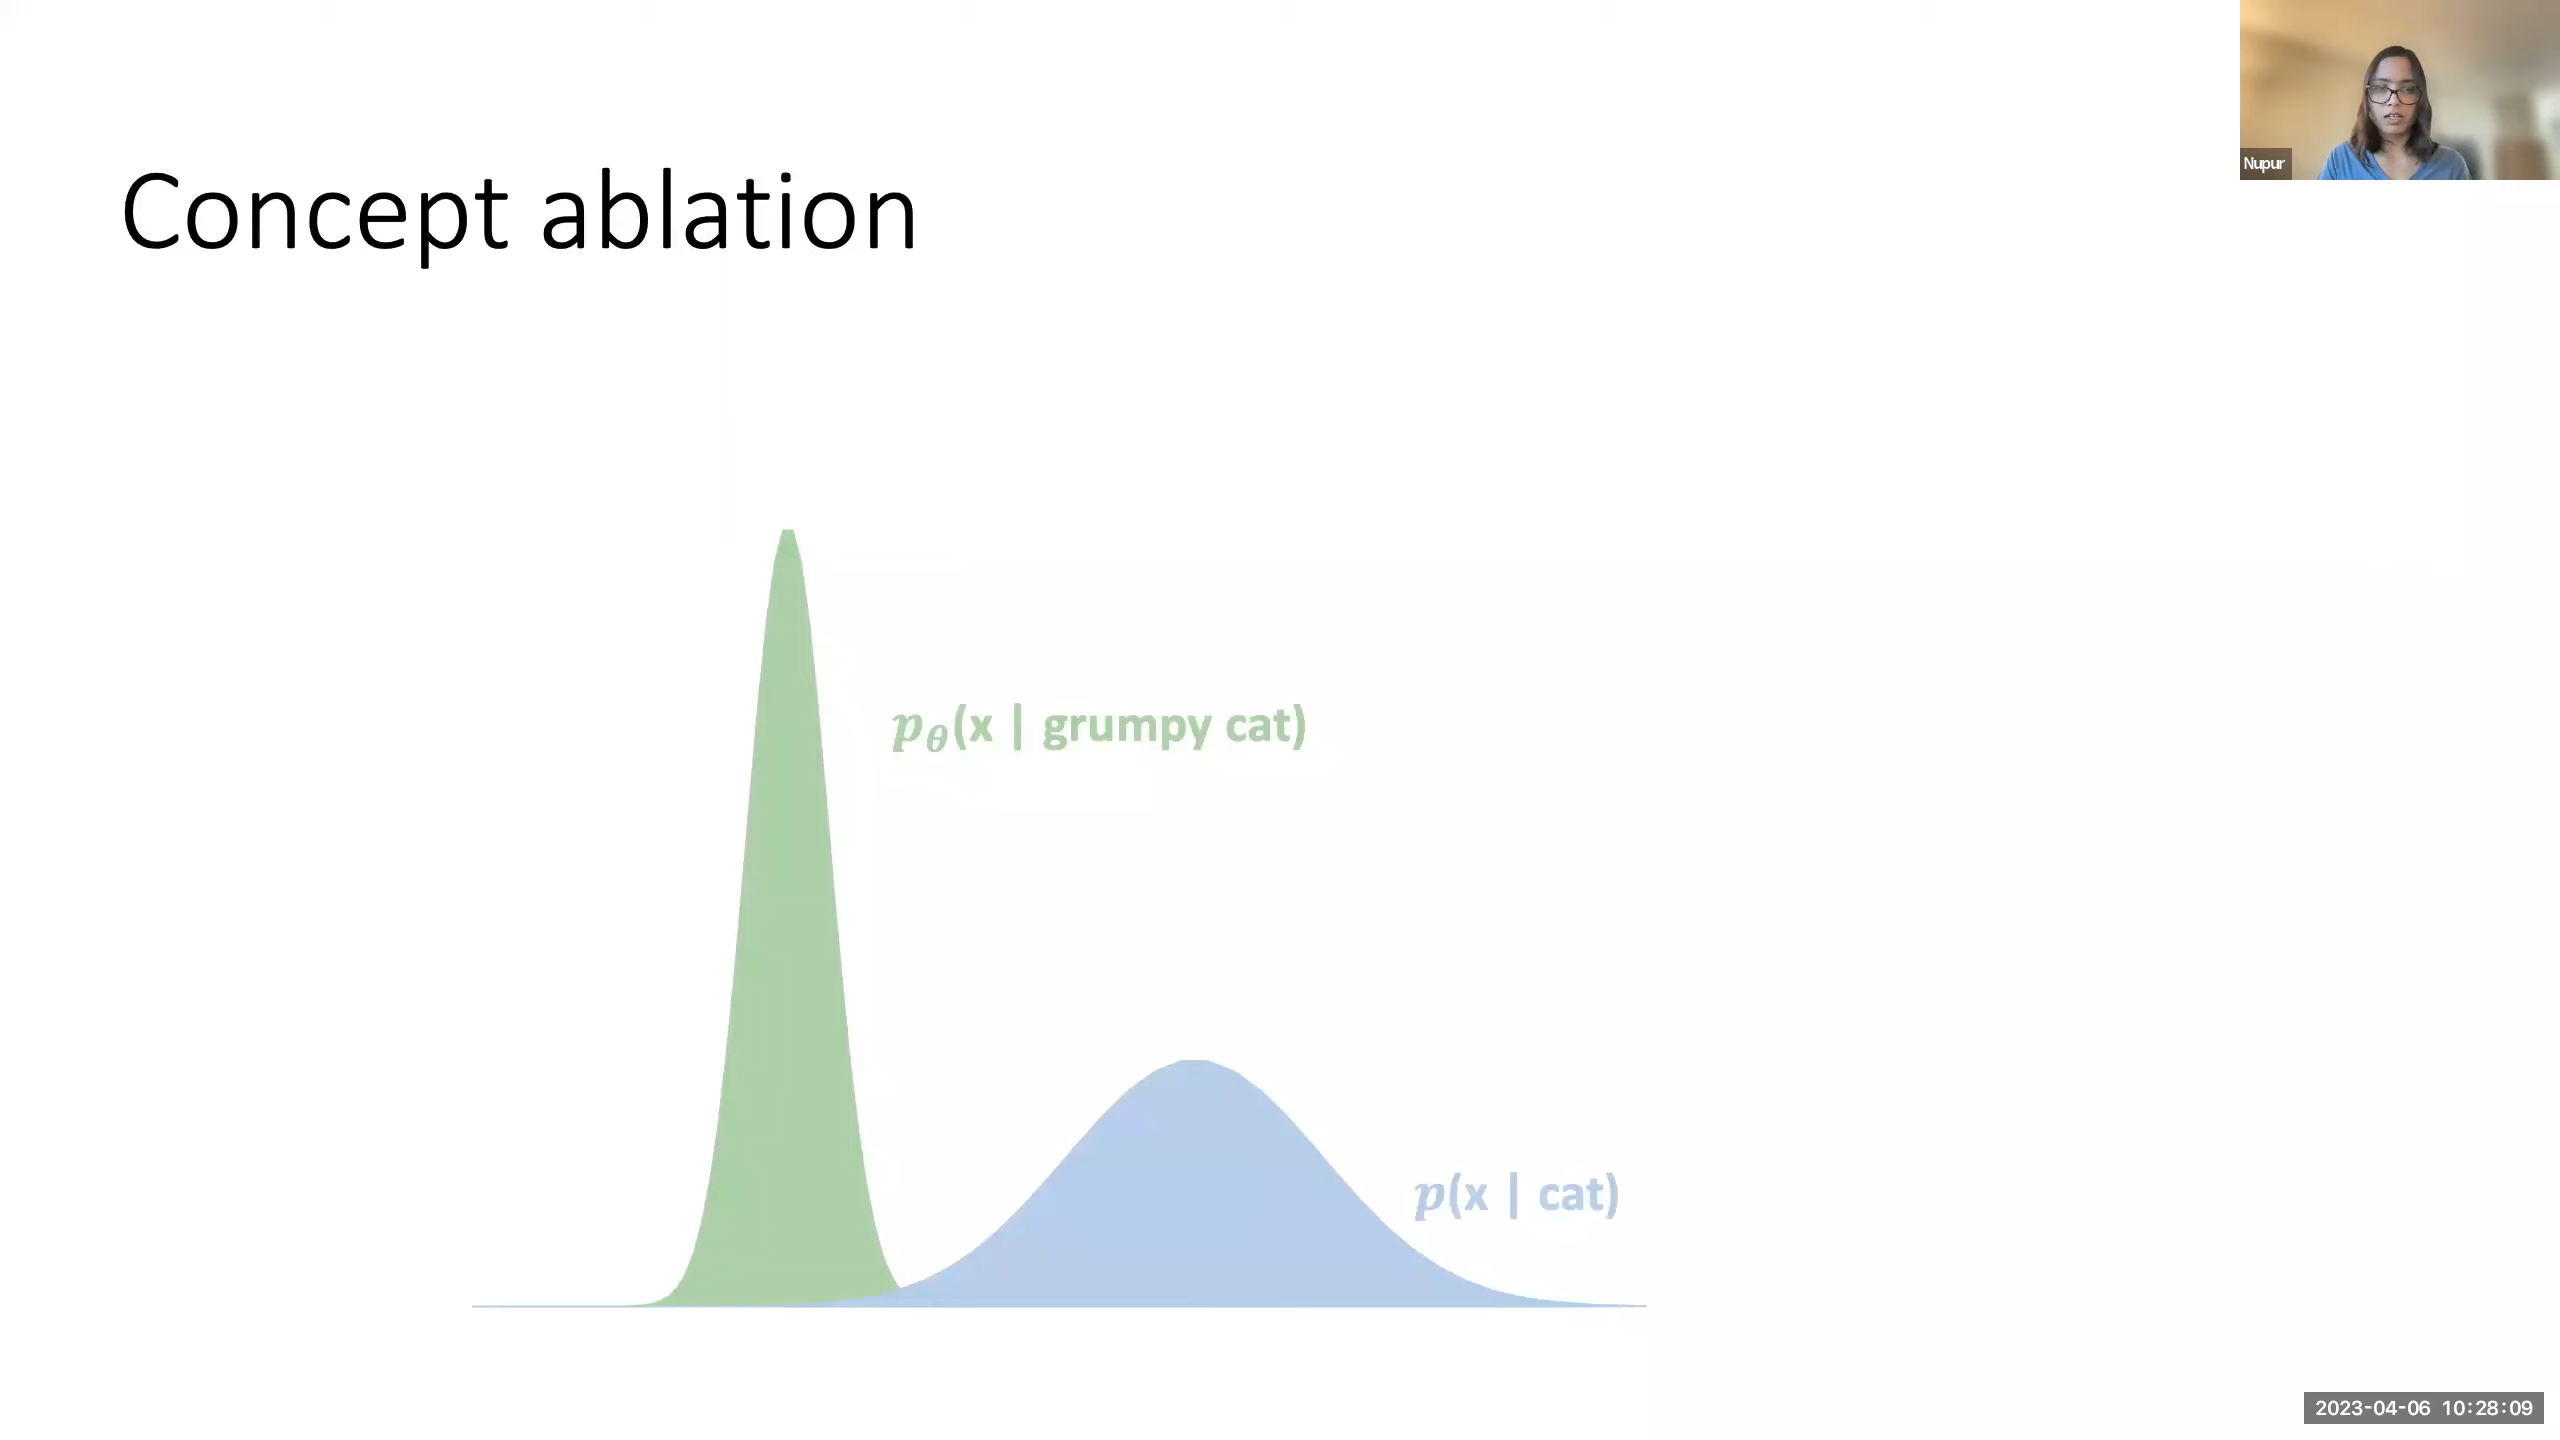 Nupur
Concept ablation
pθ(x | grumpy cat)
p(x | cat)
2023-04-06 10:28:09